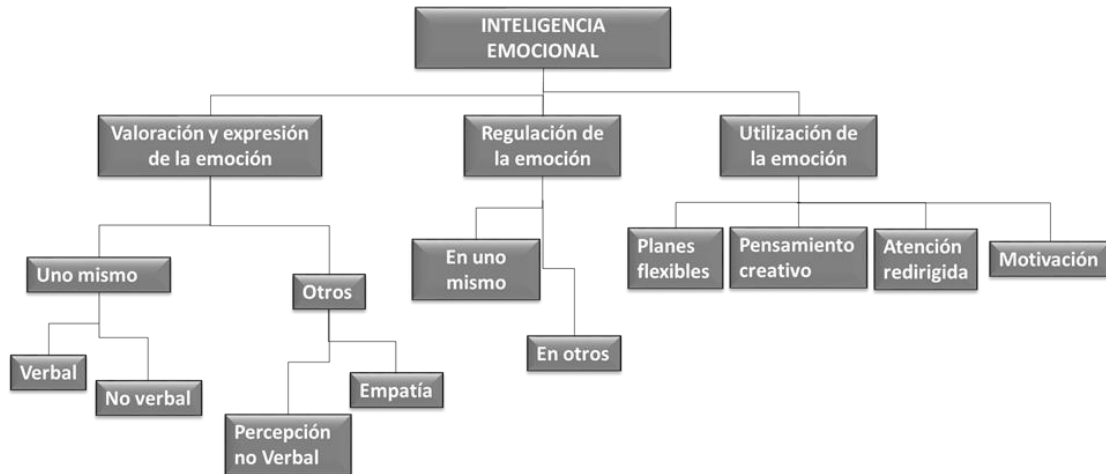 INTELIGENCIA
EMOCIONAL
Valoración y expresión
de la emoción
Regulación de
la emoción
Utilización de
la emoción
Uno mismo
Otros
En uno
mismo
Planes
flexibles
Pensamiento
creativo
Atención
redirigida
Motivación
Verbal
No verbal
Empatía
En otros
Percepción
no Verbal